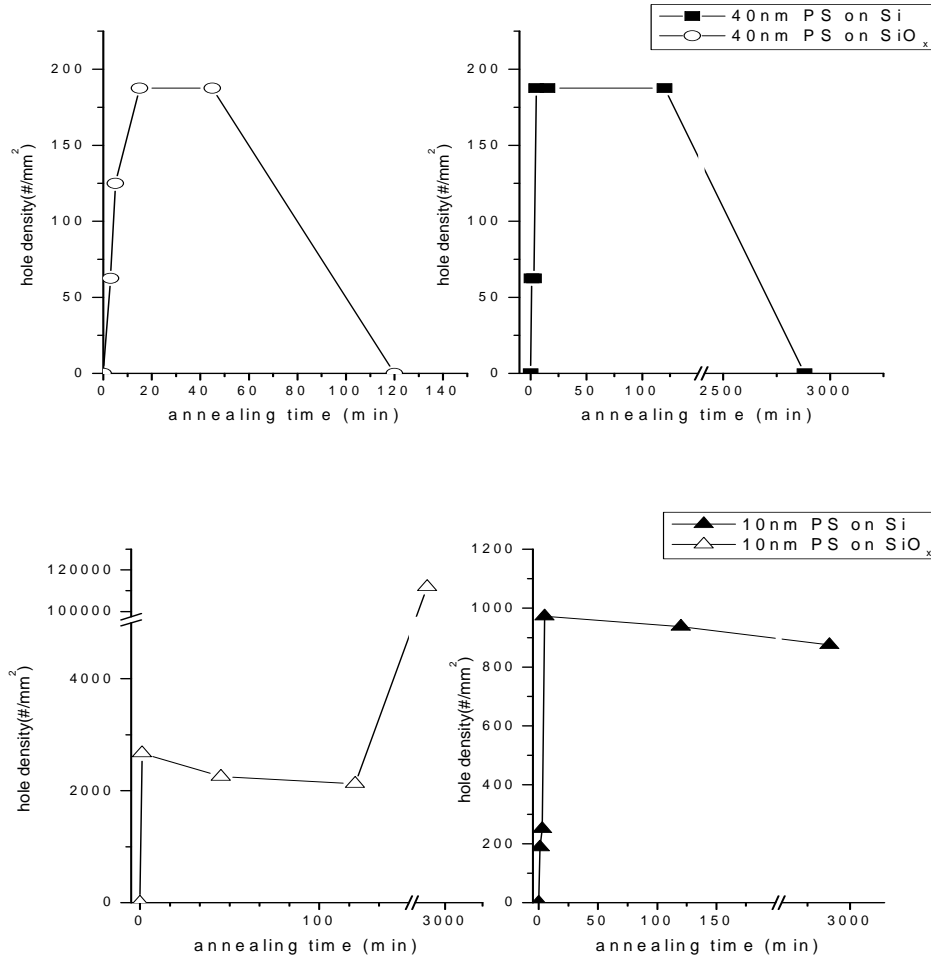 40nm PS on Si
40nm PS on SiOx
200
150
100
50
0
hole density(#/mm2
0 20 40 60 80 100 120 140
annealing time (min)
200
150
100
50
0
hole density(#/mm2
0 100 2500 3000
annealing time (min)
10nm PS on Si
10nm PS on SiOx
120000
100000
4000
2000
0
hole density(#/mm2)
0 100 3000
annealing time (min)
1200
1000
800
600
400
200
0
hole density(#/mm2)
0 50 100 150 3000
annealing time (min)